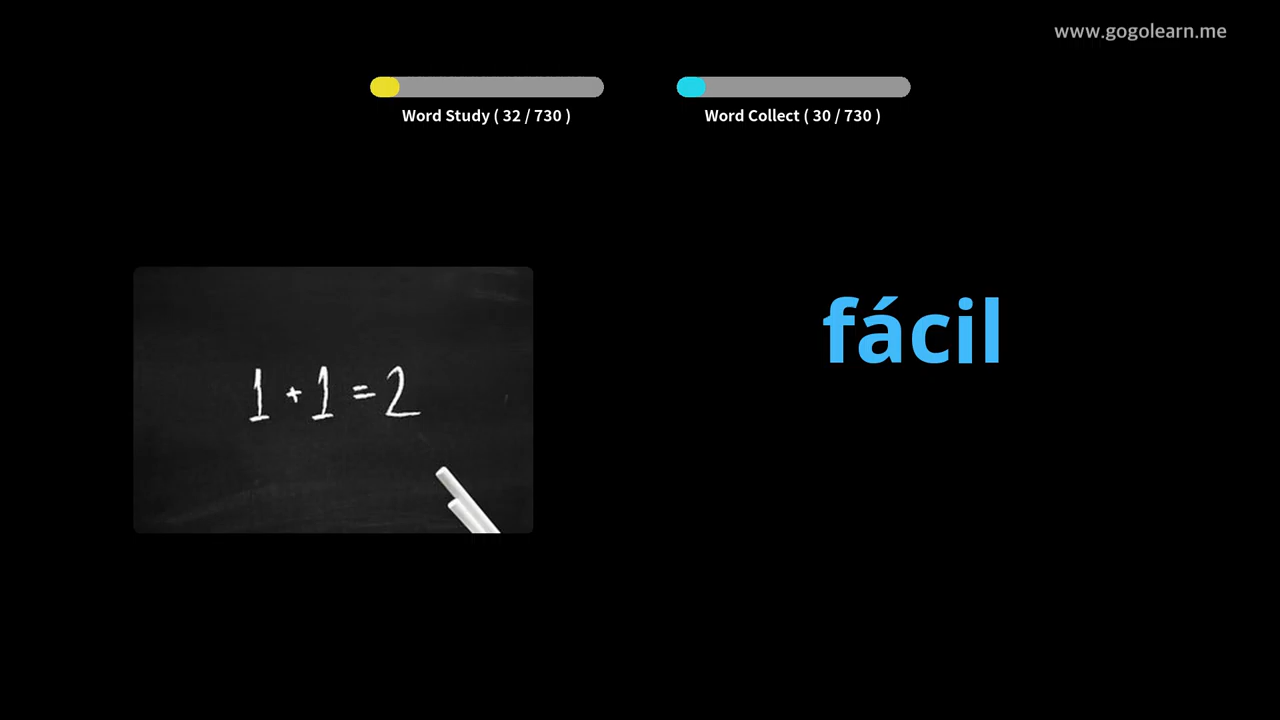 www.gogolearn.me
Word Study ( 32 / 730 )
Word Collect ( 30 / 730 )
1 + 1 = 2
fácil